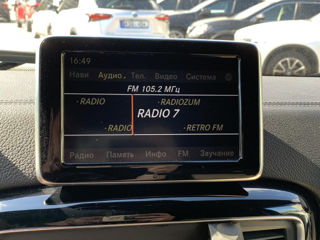 16:49
Нави Аудио Тел. Видео Система
FM 105.2 МГц
RADIO RADIOZUM
RADIO 7
RADIO RETRO FM
Радио Память Инфо FM Звучание